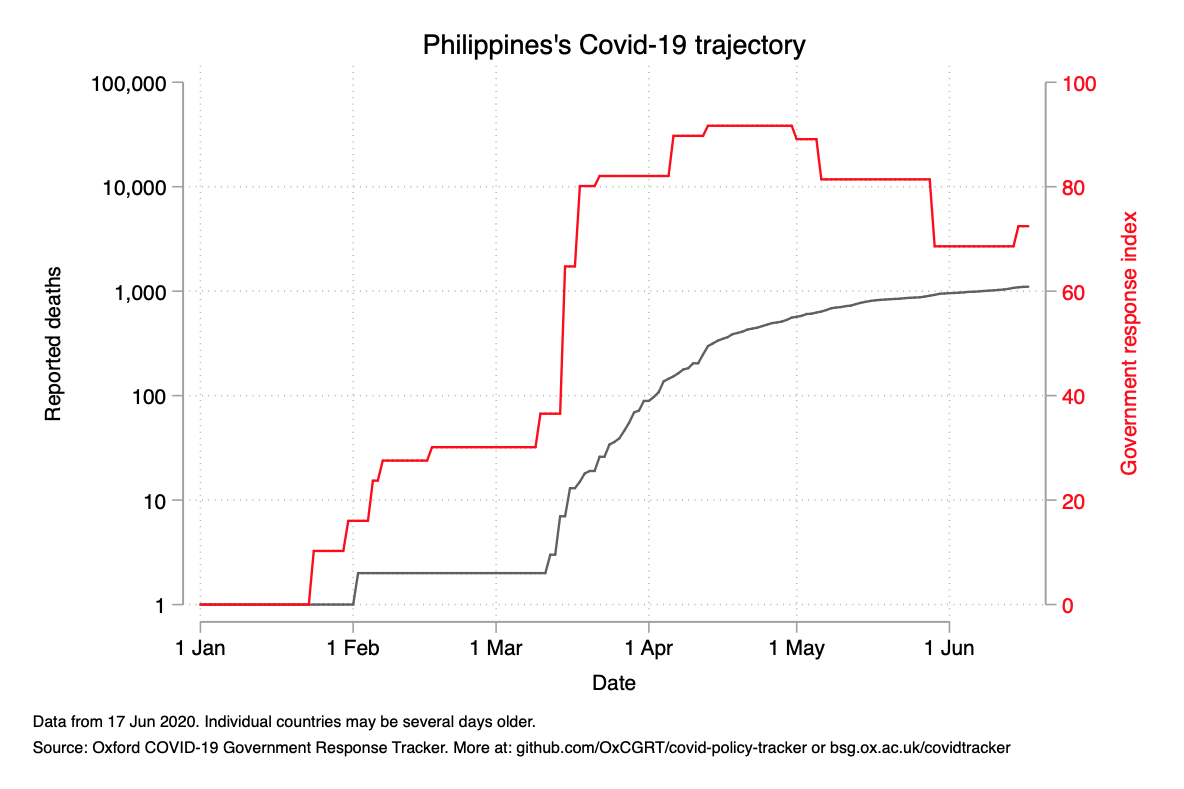 Philippines's Covid-19 trajectory
100,000
10,000
1,000
100
10
1
Reported deaths
100
80
60
40
20
0
Government response index
1 Jan 1 Feb 1 Mar 1 Apr 1 May 1 Jun
Date
Data from 17 Jun 2020. Individual countries may be several days older.
Source: Oxford COVID-19 Government Response Tracker. More at: github.com/OxCGRT/covid-policy-tracker or bsg.ox.ac.uk/covidtracker